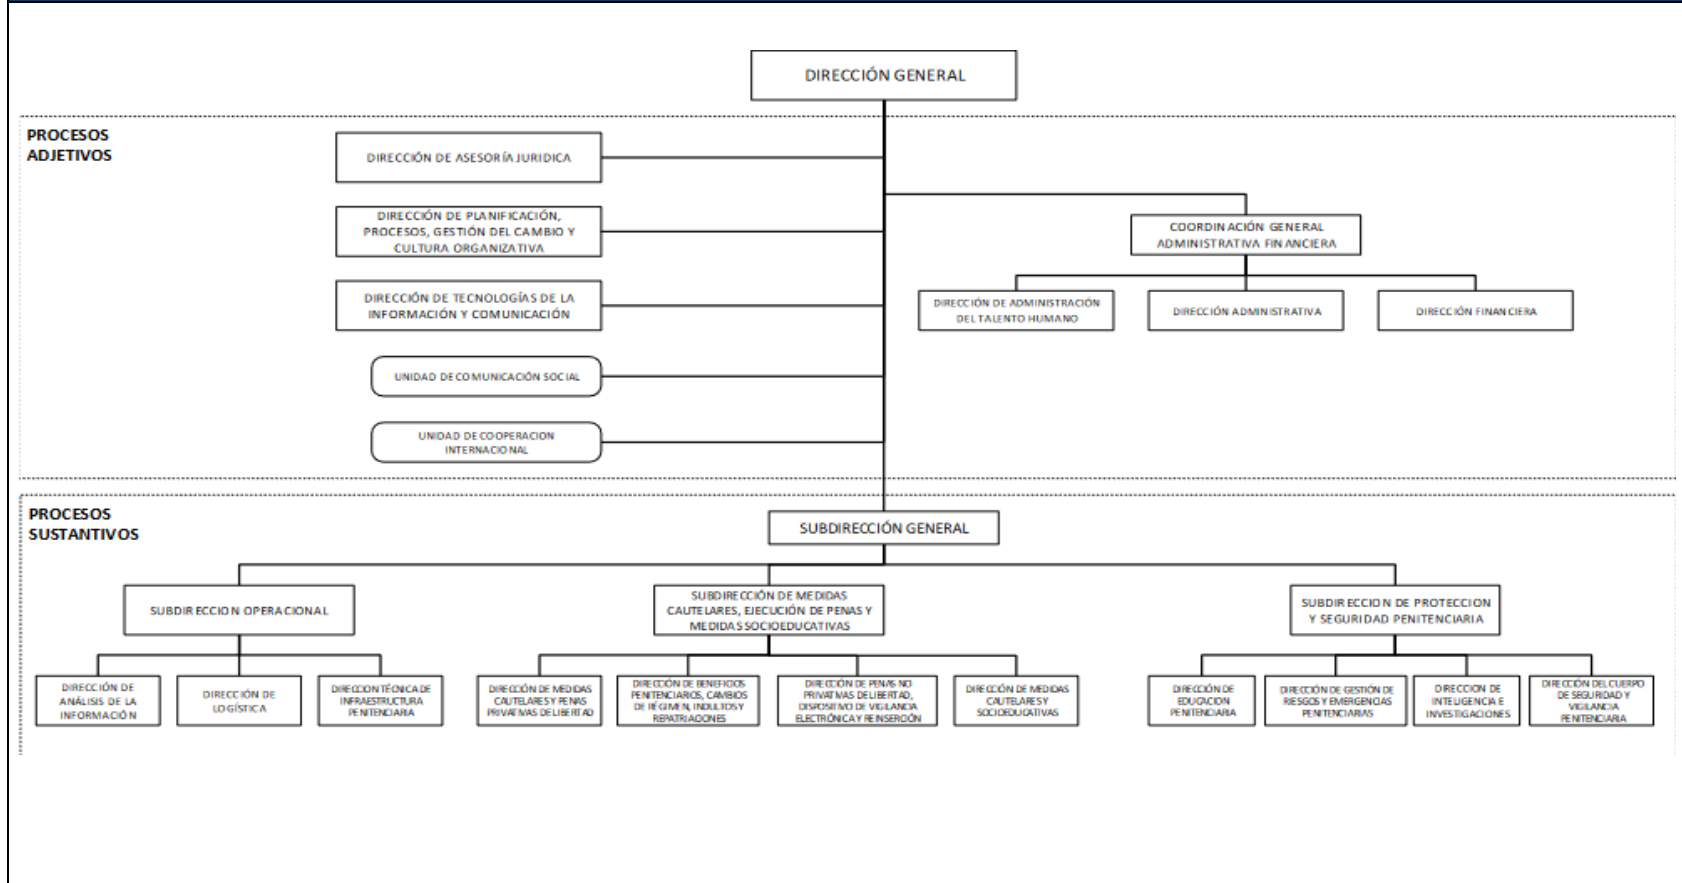 DIRECCIÓN GENERAL
PROCESOS
ADJETIVOS
DIRECCIÓN DE ASESORÍA JURIDICA
DIRECCIÓN DE PLANIFICACIÓN,
PROCESOS, GESTIÓN DEL CAMBIO Y
CULTURA ORGANIZATIVA
DIRECCIÓN DE TECNOLOGÍAS DE LA
INFORMACIÓN Y COMUNICACIÓN
UNIDAD DE COMUNICACIÓN SOCIAL
UNIDAD DE COOPERACION
INTERNACIONAL
COORDINACIÓN GENERAL
ADMINISTRATIVA FINANCIERA
DIRECCIÓN DE ADMINISTRACIÓN
DEL TALENTO HUMANO
DIRECCIÓN ADMINISTRATIVA
DIRECCIÓN FINANCIERA
PROCESOS
SUSTANTIVOS
SUBDIRECCIÓN GENERAL
SUBDIRECCION OPERACIONAL
SUBDIRECCIÓN DE MEDIDAS
CAUTELARES, EJECUCIÓN DE PENAS Y
MEDIDAS SOCIOEDUCATIVAS
SUBDIRECCION DE PROTECCION
Y SEGURIDAD PENITENCIARIA
DIRECCIÓN DE
ANÁLISIS DE LA
INFORMACIÓN
DIRECCIÓN DE
LOGÍSTICA
DIRECCION TÉCNICA DE
INFRAESTRUCTURA
PENITENCIARIA
DIRECCIÓN DE MEDIDAS
CAUTELARES Y PENAS
PRIVATIVAS DE LIBERTAD
DIRECCIÓN DE BENEFICIOS
PENITENCIARIOS, CAMBIOS
DE RÉGIMEN, INDULTOS Y
REPATRIACIONES
DIRECCIÓN DE PENAS NO
PRIVATIVAS DE LIBERTAD,
DISPOSITIVO DE VIGILANCIA
ELECTRÓNICA Y REINSERCIÓN
DIRECCIÓN DE MEDIDAS
CAUTELARES Y
SOCIOEDUCATIVAS
DIRECCIÓN DE
EDUCACION
PENITENCIARIA
DIRECCIÓN DE GESTIÓN DE
RIESGOS Y EMERGENCIAS
PENITENCIARIAS
DIRECCION DE
INTELIGENCIA E
INVESTIGACIONES
DIRECCIÓN DEL CUERPO
DE SEGURIDAD Y
VIGILANCIA
PENITENCIARIA